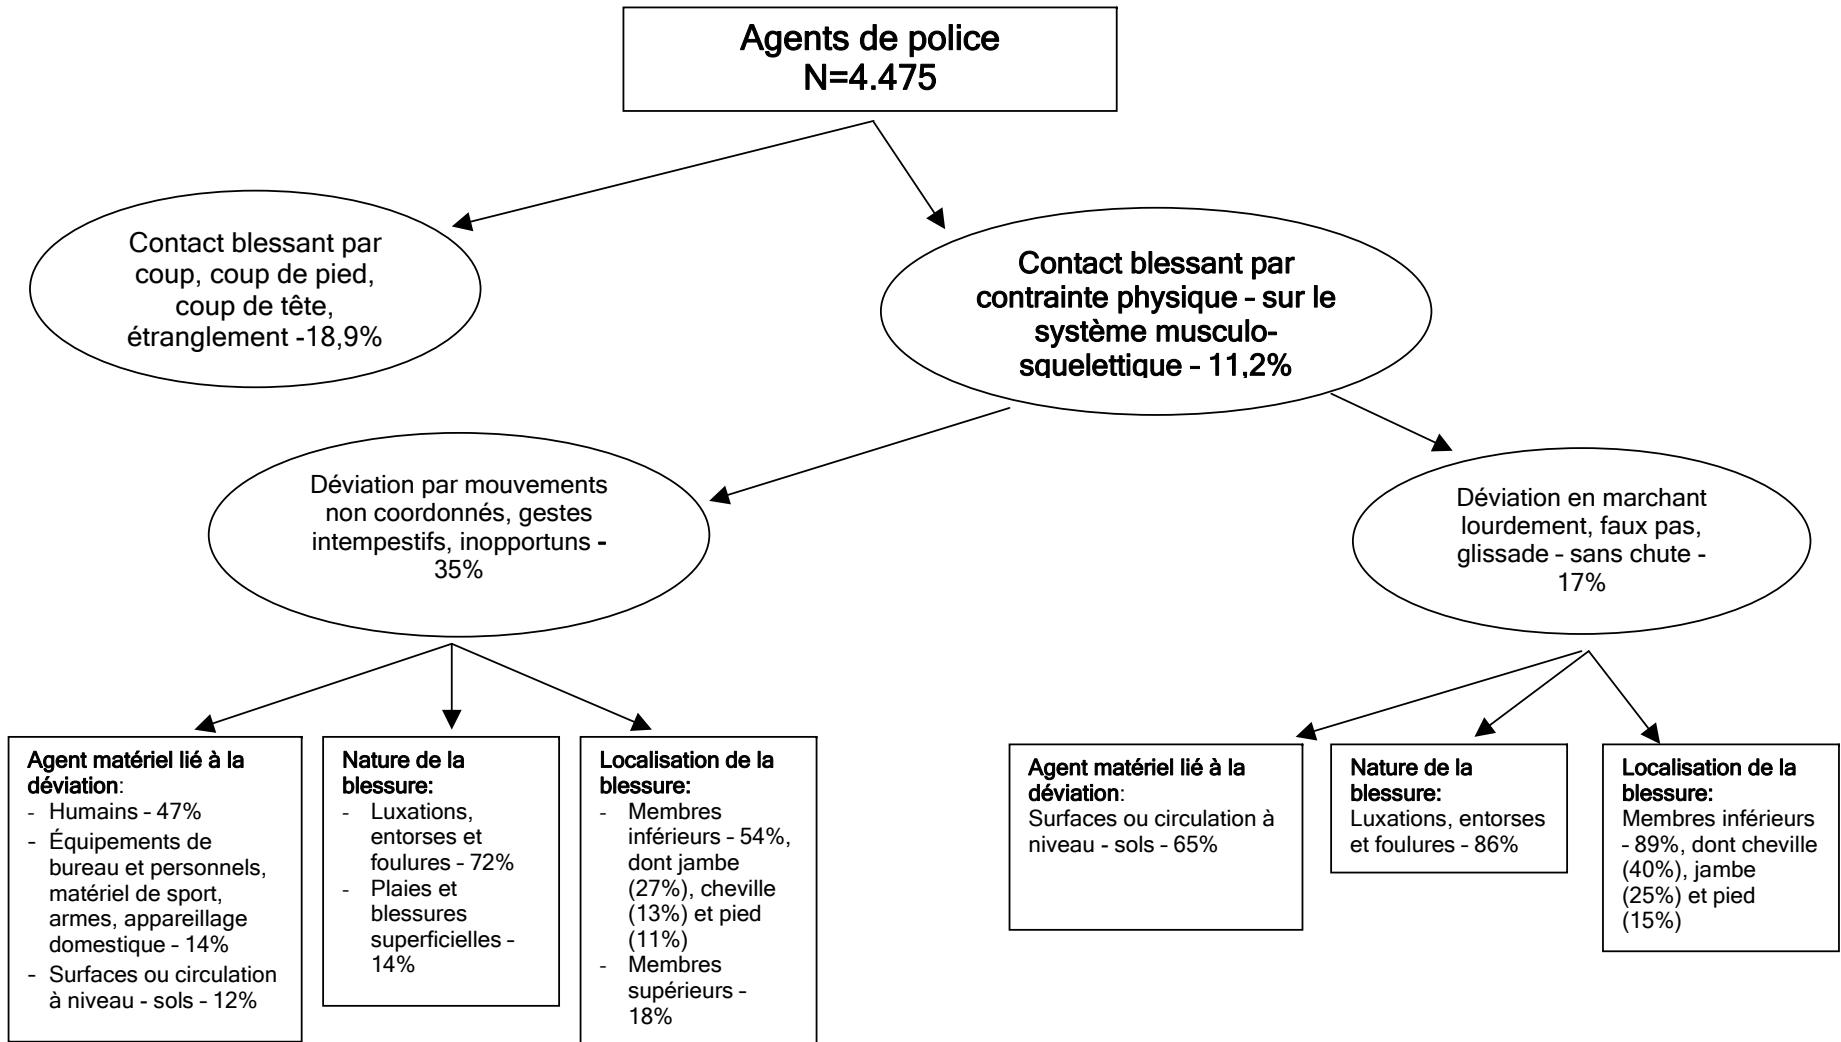 Agents de police
N=4.475
Contact blessant par
coup, coup de pied,
coup de tête,
étranglement -18,9%
Contact blessant par
contrainte physique - sur le
système musculo-
squelettique - 11,2%
Déviation par mouvements
non coordonnés, gestes
intempestifs, inopportuns -
35%
Déviation en marchant
lourdement, faux pas,
glissade - sans chute -
17%
Agent matériel lié à la
déviation:
- Humains - 47%
- Équipements de
bureau et personnels,
matériel de sport,
armes, appareillage
domestique - 14%
- Surfaces ou circulation
à niveau - sols - 12%
Nature de la
blessure:
- Luxations,
entorses et
foulures - 72%
- Plaies et
blessures
superficielles -
14%
Localisation de la
blessure:
- Membres
inférieurs - 54%,
dont jambe
(27%), cheville
(13%) et pied
(11%)
- Membres
supérieurs -
18%
Agent matériel lié à la
déviation:
Surfaces ou circulation à
niveau - sols - 65%
Nature de la
blessure:
Luxations, entorses
et foulures - 86%
Localisation de la
blessure:
Membres inférieurs
- 89%, dont cheville
(40%), jambe
(25%) et pied
(15%)